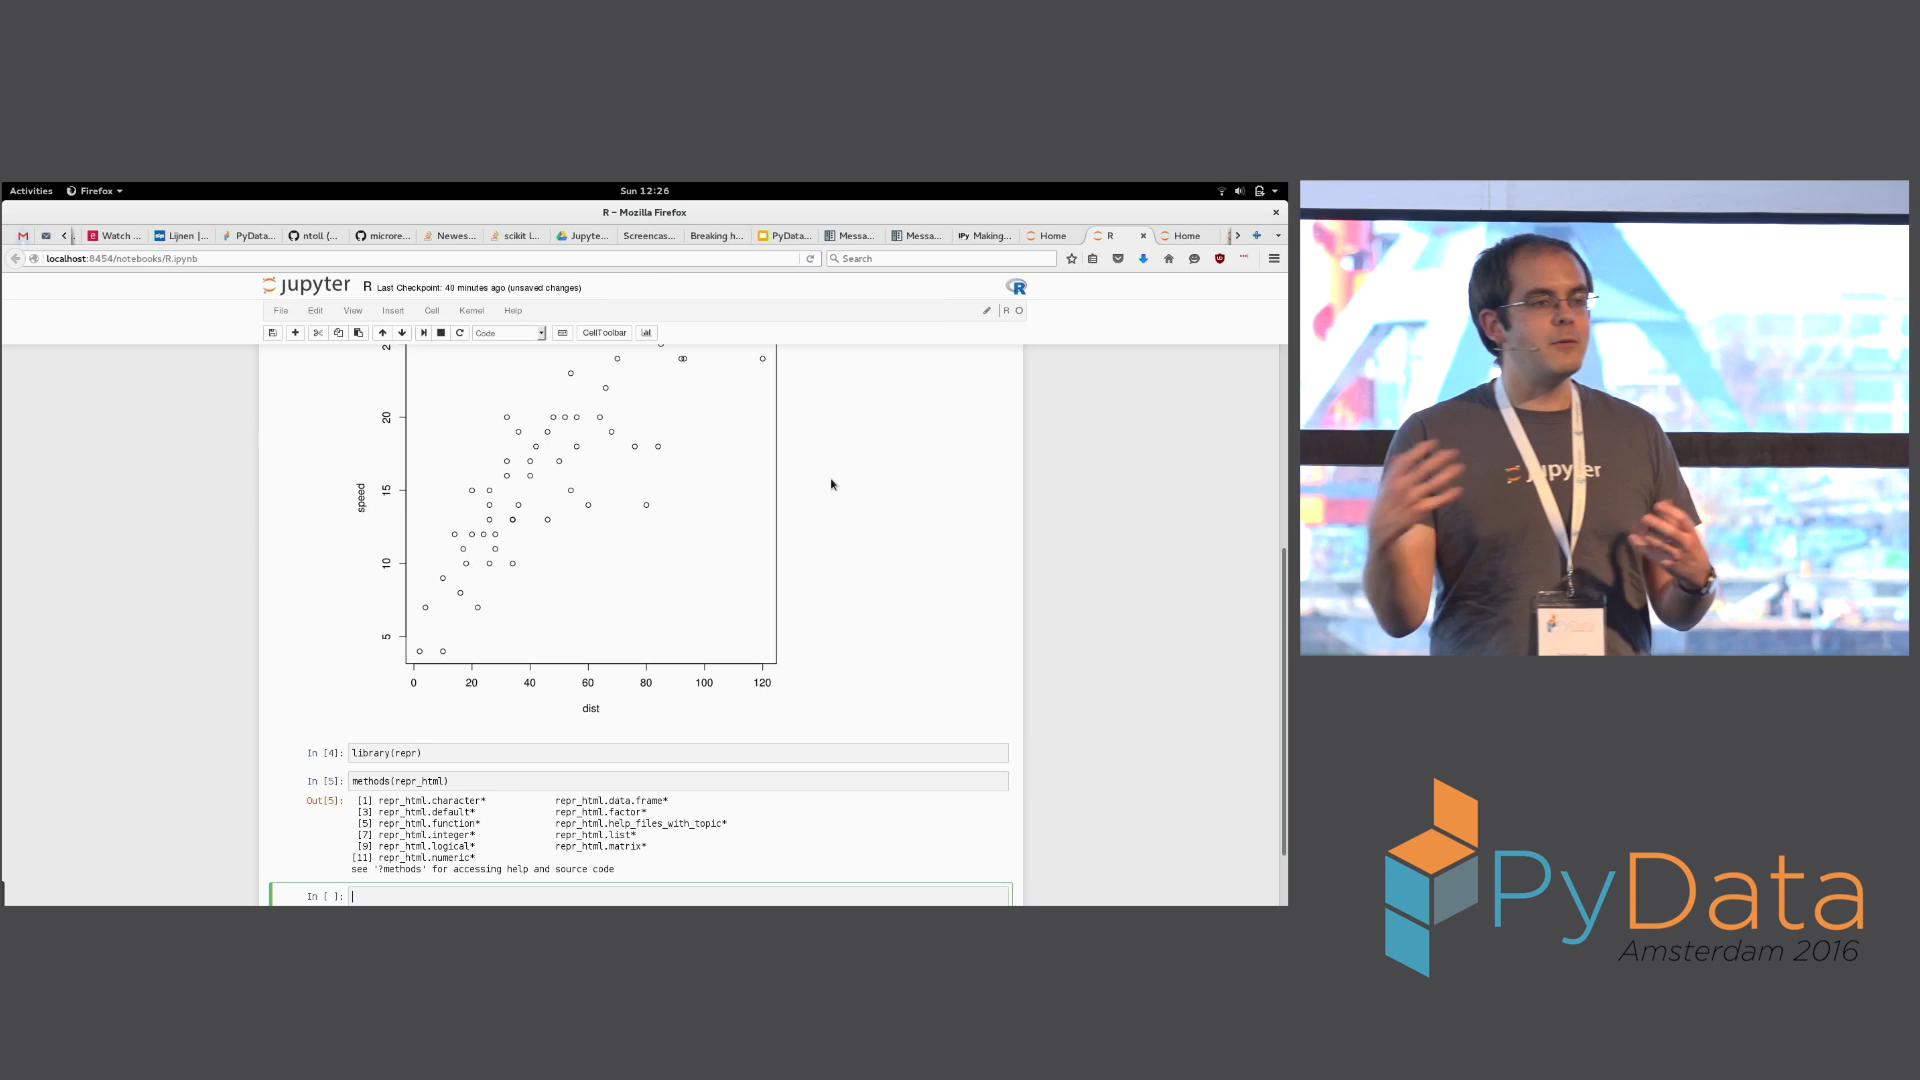 Activities Firefox Sun 12:26
R – Mozilla Firefox
Watch ... Lijnen |... PyData... ntoll (... microre... Newes... scikit l... Jupyte... Screencas... Breaking h... PyData... Messa... Messa... IPy Making... Home R Home
localhost:8454/notebooks/R.ipynb Search
jupyter R Last Checkpoint: 40 minutes ago (unsaved changes) R
File Edit View Insert Cell Kernel Help R
Code CellToolbar
2
20
15
10
5
speed
0 20 40 60 80 100 120
dist
In [4]: library(repr)
In [5]: methods(repr_html)
Out[5]: [1] repr_html.character* repr_html.data.frame*
[3] repr_html.default* repr_html.factor*
[5] repr_html.function* repr_html.help_files_with_topic*
[7] repr_html.integer* repr_html.list*
[9] repr_html.logical* repr_html.matrix*
[11] repr_html.numeric*
see '?methods' for accessing help and source code
In [ ]:
jupyter
PyData
PyData
Amsterdam 2016